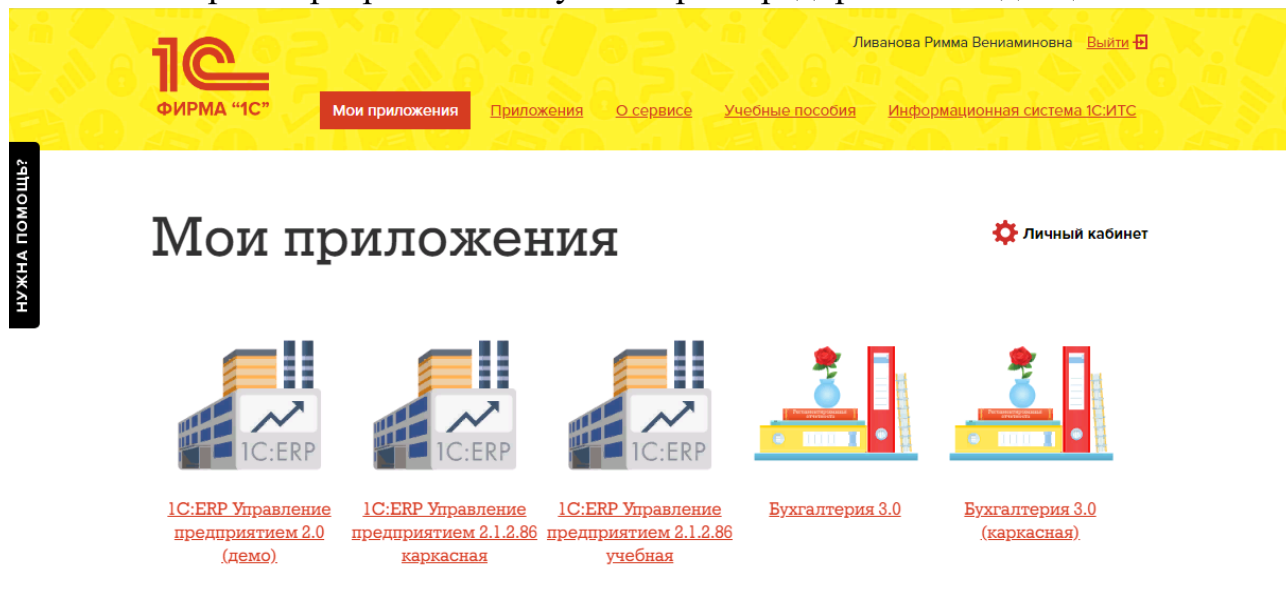 Ливанова Римма Вениаминовна Выйти
1С
ФИРМА “1С”
Мои приложения Приложения О сервисе Учебные пособия Информационная система 1С:ИТС
НУЖНА ПОМОЩЬ?
Мои приложения
Личный кабинет
1C:ERP 1C:ERP 1C:ERP
1С:ERP Управление предприятием 2.0 (демо)
1С:ERP Управление предприятием 2.1.2.86 каркасная
1С:ERP Управление предприятием 2.1.2.86 учебная
Бухгалтерия 3.0
Бухгалтерия 3.0 (каркасная)